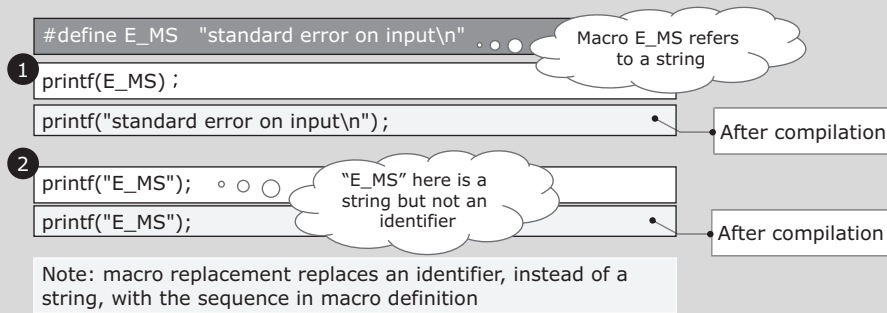 #define E_MS "standard error on input\n"
Macro E_MS refers
to a string
1
printf(E_MS) ;
printf("standard error on input\n");
After compilation
2
printf("E_MS");
“E_MS” here is a
string but not an
identifier
printf("E_MS");
After compilation
Note: macro replacement replaces an identifier, instead of a
string, with the sequence in macro definition